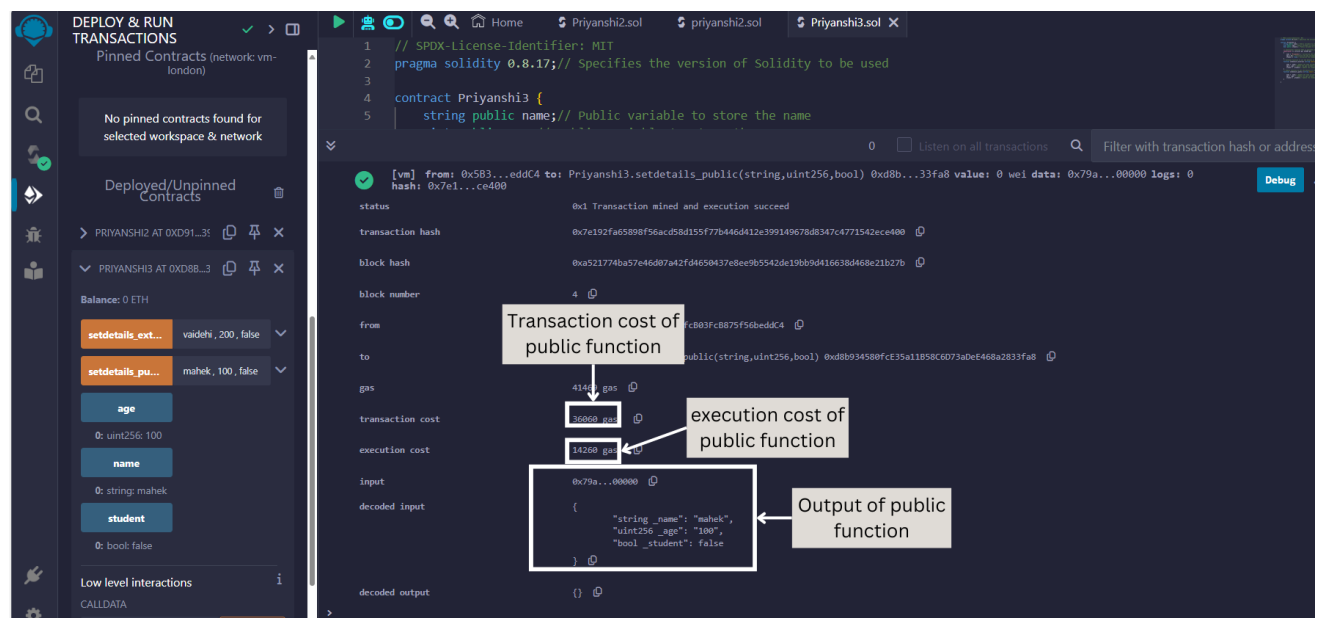 DEPLOY & RUN
TRANSACTIONS
Pinned Contracts (network: vm-
london)
No pinned contracts found for
selected workspace & network
Deployed/Unpinned
Contracts
PRIYANSHI2 AT 0XD91...39
PRIYANSHI3 AT 0XD8B...3
Balance: 0 ETH
setdetails_ext... vaidehi , 200 , false
setdetails_pu... mahek , 100 , false
age
0: uint256: 100
name
0: string: mahek
student
0: bool: false
Low level interactions i
CALLDATA
Home Priyanshi2.sol priyanshi2.sol Priyanshi3.sol
1 // SPDX-License-Identifier: MIT
2 pragma solidity 0.8.17;// Specifies the version of Solidity to be used
3
4 contract Priyanshi3 {
5 string public name;// Public variable to store the name
0 Listen on all transactions Filter with transaction hash or address
[vm] from: 0x5B3...eddC4 to: Priyanshi3.setdetails_public(string,uint256,bool) 0xd8b...33fa8 value: 0 wei data: 0x79a...00000 logs: 0
hash: 0x7e1...ce400
Debug
status 0x1 Transaction mined and execution succeed
transaction hash 0x7e192fa65898f56acd58d155f77b446d412e399149678d8347c4771542ece400
block hash 0xa521774ba57e46d07a42fd4650437e8ee9b5542de19bb9d416638d468e21b27b
block number 4
from fcB03FcB875f56beddC4
to public(string,uint256,bool) 0xd8b934580fcE35a11B58C6D73aDeE468a2833fa8
gas gas
transaction cost 36060 gas
execution cost 14260 gas
input 0x79a...00000
decoded input {
"string _name": "mahek",
"uint256 _age": "100",
"bool _student": false
}
decoded output {}
Transaction cost of
public function
execution cost of
public function
Output of public
function